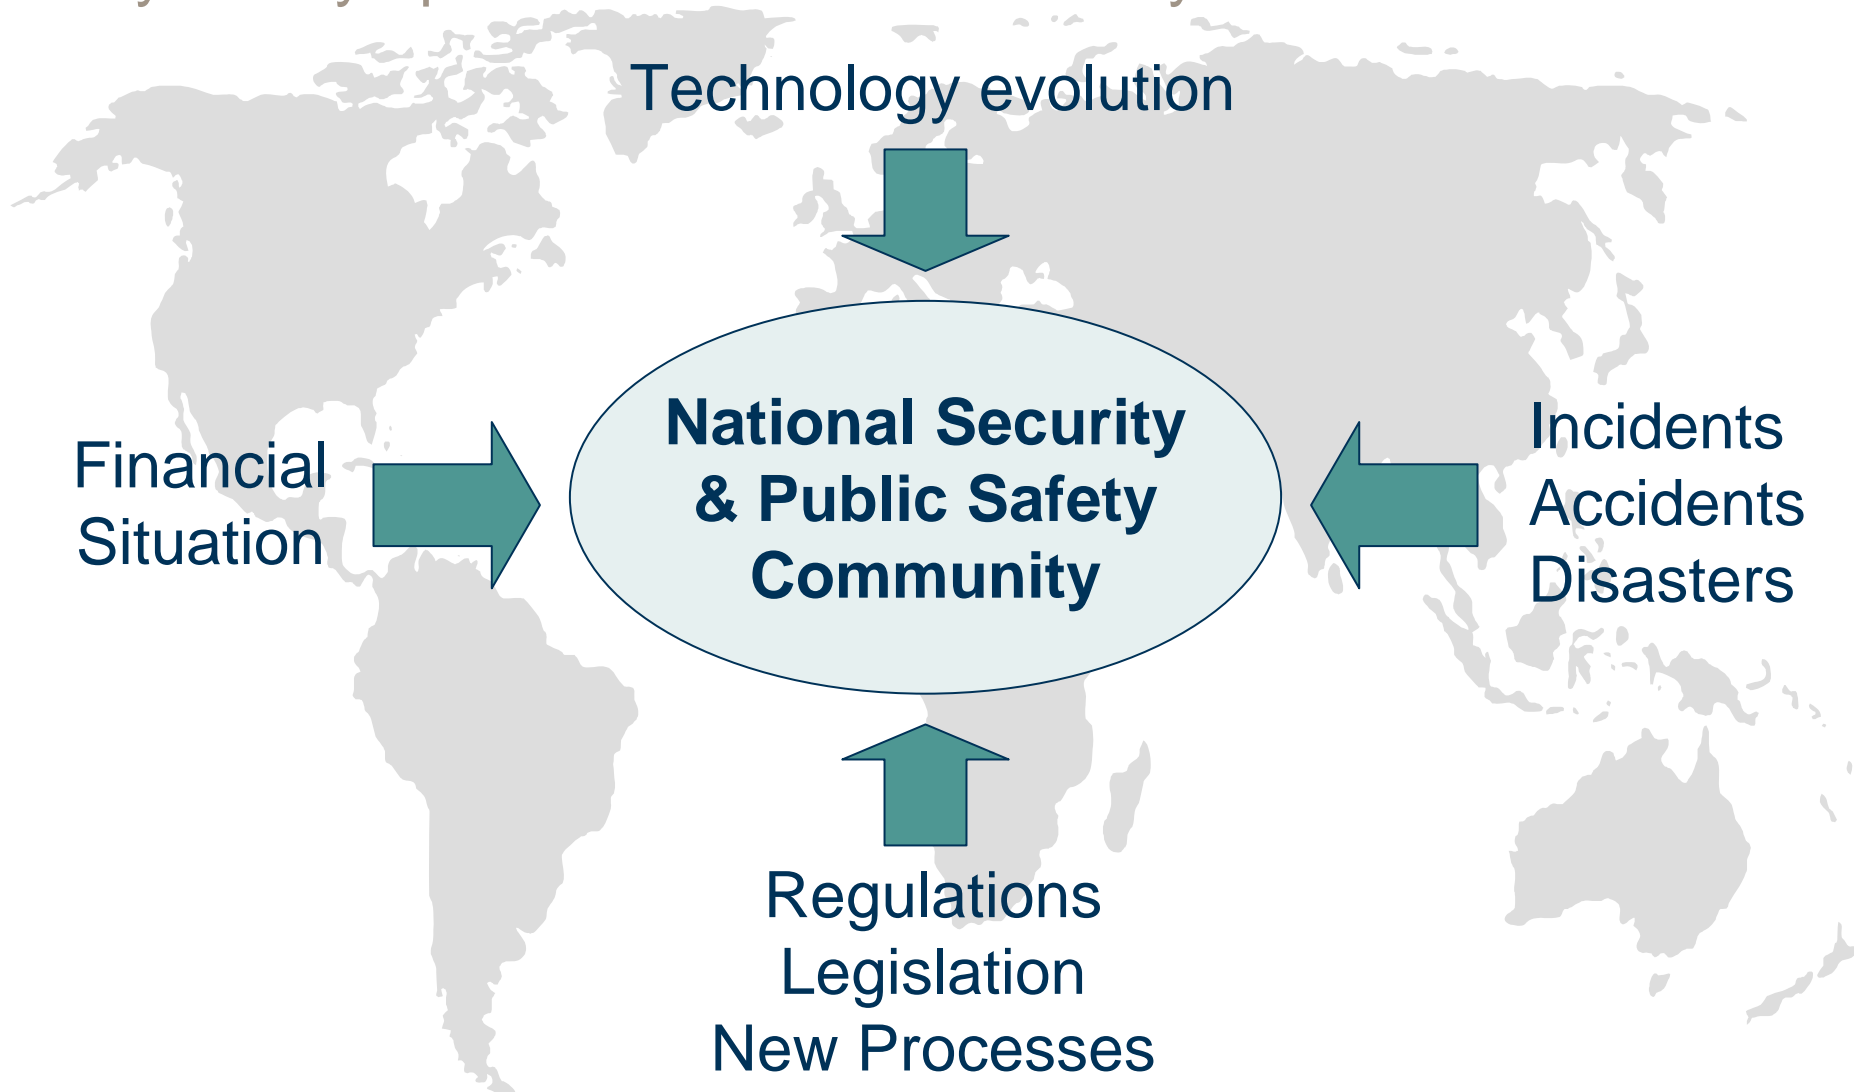 Technology evolution
National Security
& Public Safety
Community
Financial
Situation
Incidents
Accidents
Disasters
Regulations
Legislation
New Processes